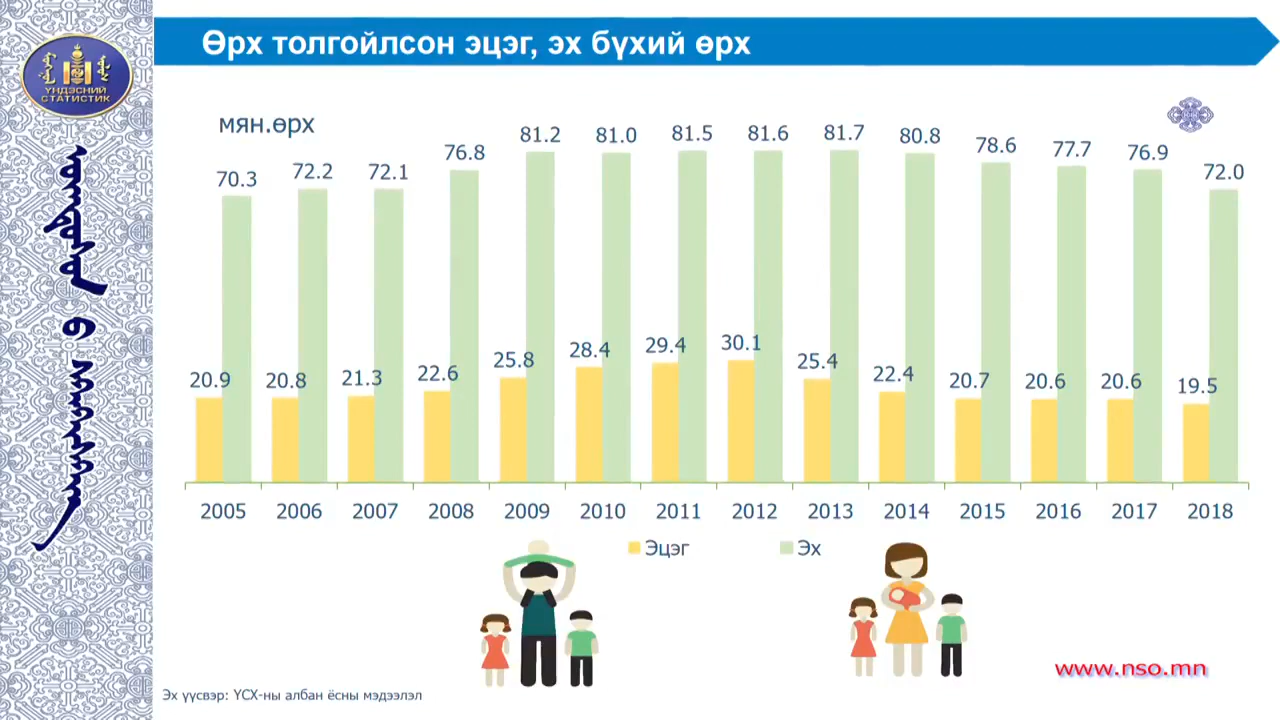 Өрх толгойлсон эцэг, эх бүхий өрх
ҮНДЭСНИЙ
СТАТИСТИК
мян.өрх
70.3 72.2 72.1 76.8 81.2 81.0 81.5 81.6 81.7 80.8 78.6 77.7 76.9 72.0
20.9 20.8 21.3 22.6 25.8 28.4 29.4 30.1 25.4 22.4 20.7 20.6 20.6 19.5
2005 2006 2007 2008 2009 2010 2011 2012 2013 2014 2015 2016 2017 2018
Эцэг Эх
www.nso.mn
Эх үүсвэр: ҮСХ-ны албан ёсны мэдээлэл